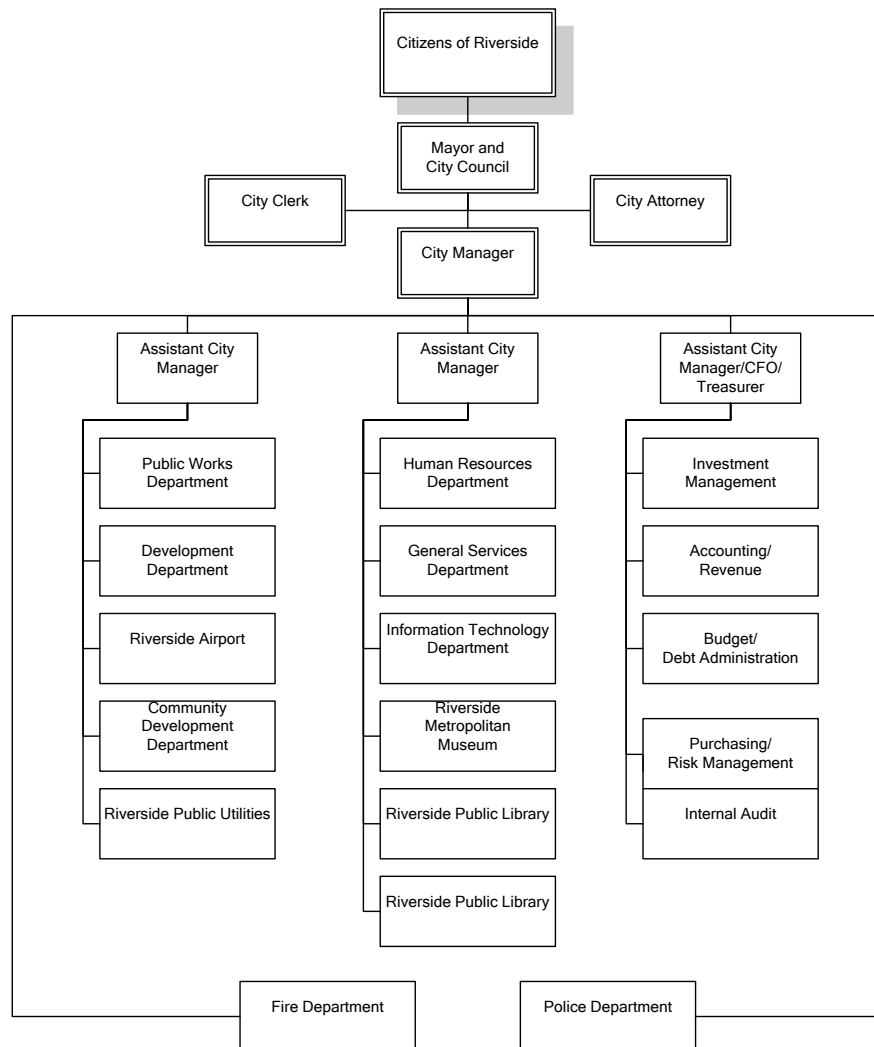 Citizens of Riverside
Mayor and
City Council
City Clerk
City Attorney
City Manager
Assistant City
Manager
Assistant City
Manager
Assistant City
Manager/CFO/
Treasurer
Public Works
Department
Human Resources
Department
Investment
Management
Development
Department
General Services
Department
Accounting/
Revenue
Riverside Airport
Information Technology
Department
Budget/
Debt Administration
Community
Development
Department
Riverside
Metropolitan
Museum
Purchasing/
Risk Management
Riverside Public Utilities
Riverside Public Library
Internal Audit
Riverside Public Library
Fire Department
Police Department